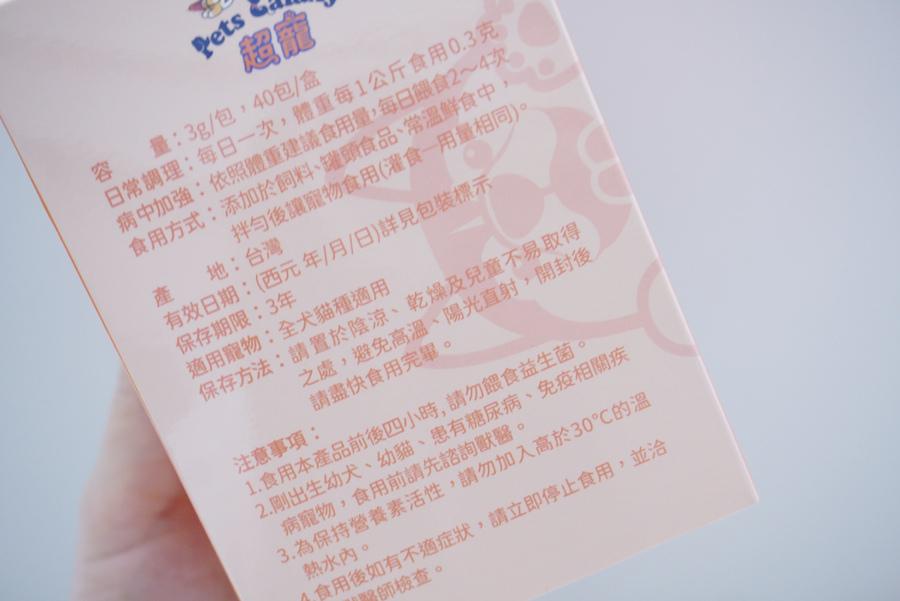 Pets
超寵
容　　量：3g/包，40包/盒
日常調理：每日一次，體重每1公斤食用0.3克
病中加強：依照體重建議食用量，每日餵食2～4次
食用方式：添加於飼料、罐頭食品、常溫鮮食中，
拌勻後讓寵物食用(灌食一用量相同)。
產　　地：台灣
有效日期：(西元 年/月/日)詳見包裝標示
保存期限：3年
適用寵物：全犬貓種適用
保存方法：請置於陰涼、乾燥及兒童不易取得
之處，避免高溫、陽光直射，開封後
請盡快食用完畢。
注意事項：
1.食用本產品前後四小時，請勿餵食益生菌。
2.剛出生幼犬、幼貓、患有糖尿病、免疫相關疾
病寵物，食用前請先諮詢獸醫。
3.為保持營養素活性，請勿加入高於30°C的溫
熱水內。
4.食用後如有不適症狀，請立即停止食用，並洽
醫師檢查。